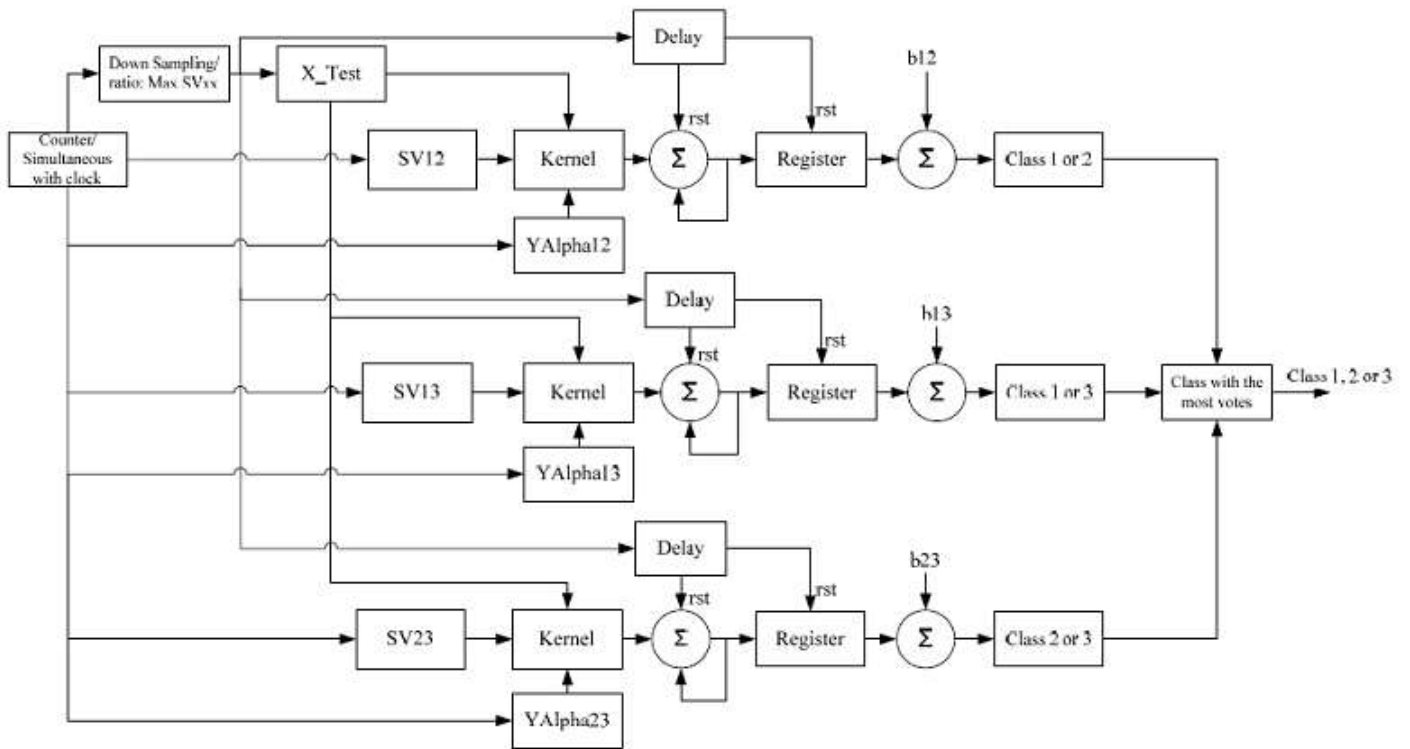 Delay
Down Sampling/
ratio: Max SVxx
X_Test
b12
rst
rst
Counter/
Simultaneous
with clock
SV12
Kernel
Σ
Register
Σ
Class 1 or 2
YAlpha12
Delay
b13
rst
rst
SV13
Kernel
Σ
Register
Σ
Class 1 or 3
Class with the
most votes
Class 1, 2 or 3
YAlpha13
Delay
b23
rst
rst
SV23
Kernel
Σ
Register
Σ
Class 2 or 3
YAlpha23